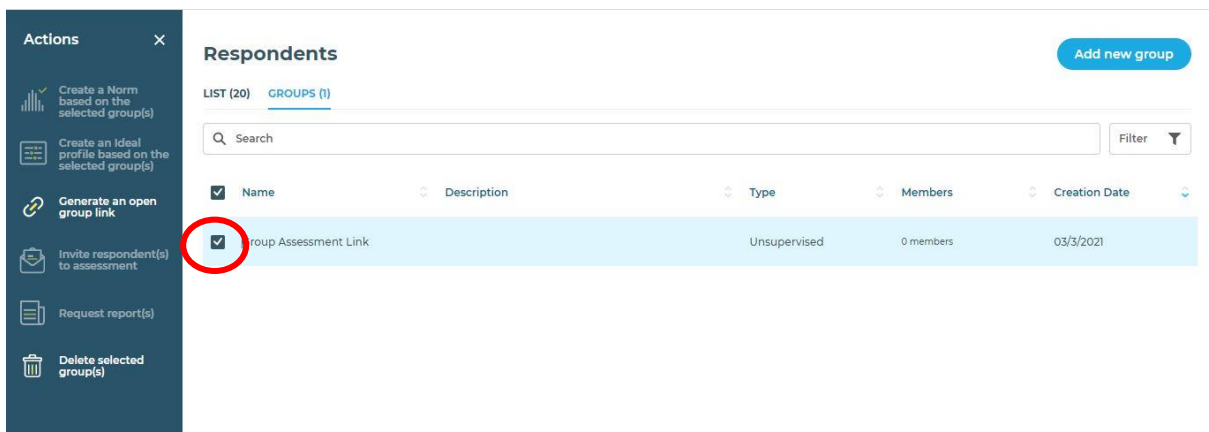 Actions ×
Create a Norm
based on the
selected group(s)
Create an Ideal
profile based on the
selected group(s)
Generate an open
group link
Invite respondent(s)
to assessment
Request report(s)
Delete selected
group(s)
Respondents
Add new group
LIST (20) GROUPS (1)
Search
Filter
Name Description Type Members Creation Date
Group Assessment Link Unsupervised 0 members 03/3/2021